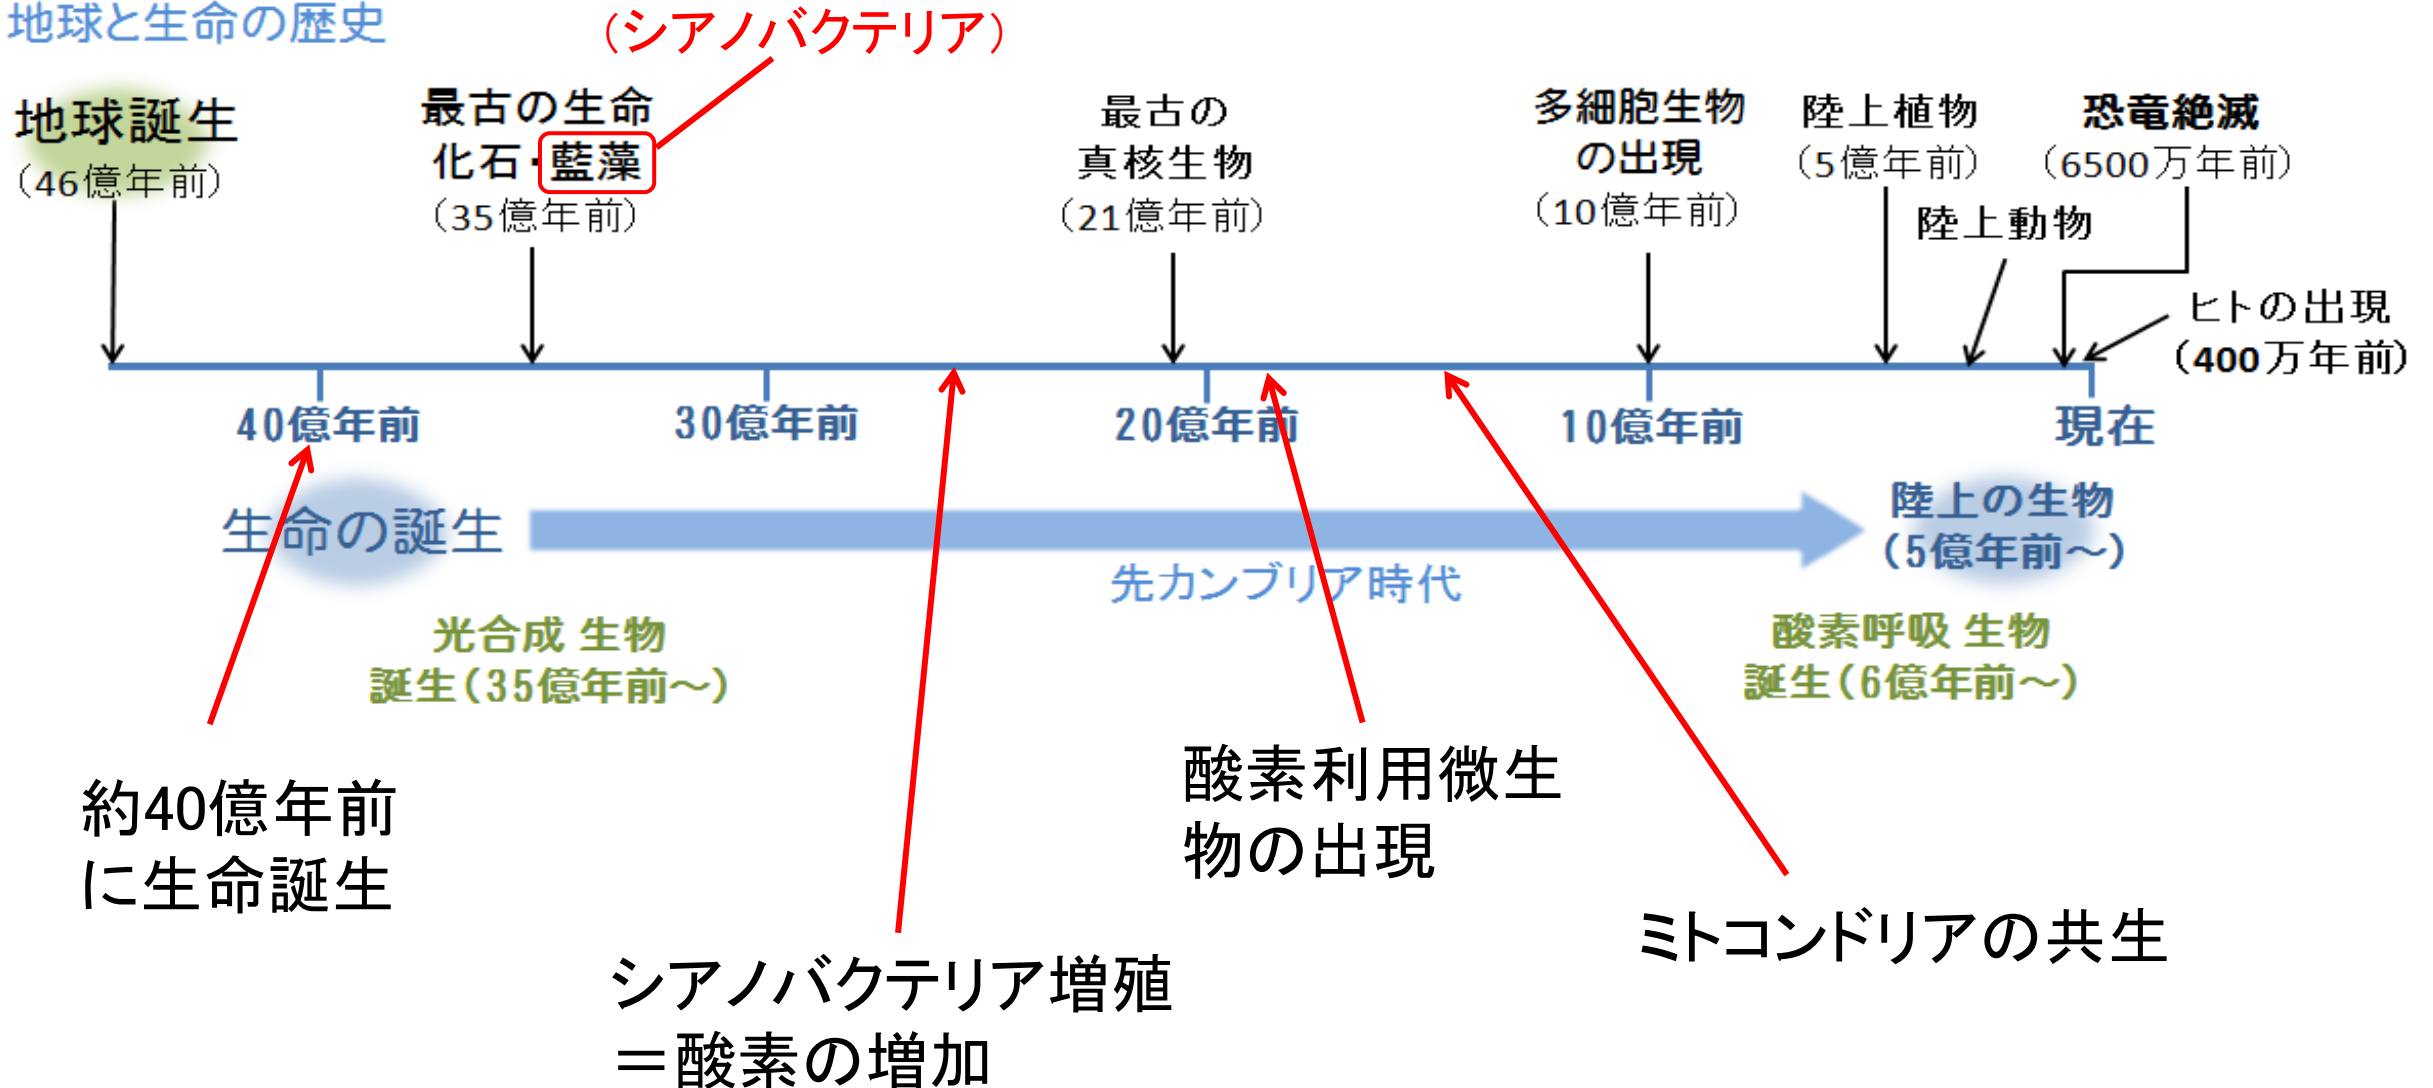 地球と生命の歴史
（シアノバクテリア）
地球誕生
（46億年前）
最古の生命
化石・藍藻
（35億年前）
最古の
真核生物
（21億年前）
多細胞生物
の出現
（10億年前）
陸上植物
（5億年前）
恐竜絶滅
（6500万年前）
陸上動物
ヒトの出現
（400万年前）
40億年前
30億年前
20億年前
10億年前
現在
生命の誕生
先カンブリア時代
陸上の生物
（5億年前～）
光合成 生物
誕生（35億年前～）
酸素呼吸 生物
誕生（6億年前～）
約40億年前
に生命誕生
シアノバクテリア増殖
＝酸素の増加
酸素利用微生
物の出現
ミトコンドリアの共生